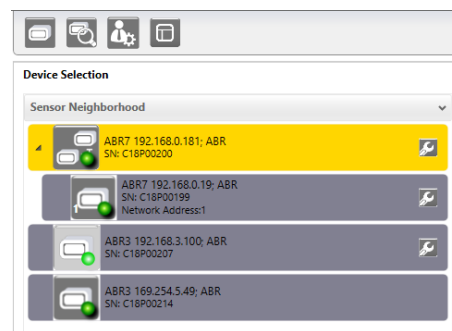 Device Selection
Sensor Neighborhood
ABR7 192.168.0.181; ABR
SN: C18P00200
ABR7 192.168.0.19; ABR
SN: C18P00199
Network Address:1
1
ABR3 192.168.3.100; ABR
SN: C18P00207
ABR3 169.254.5.49; ABR
SN: C18P00214